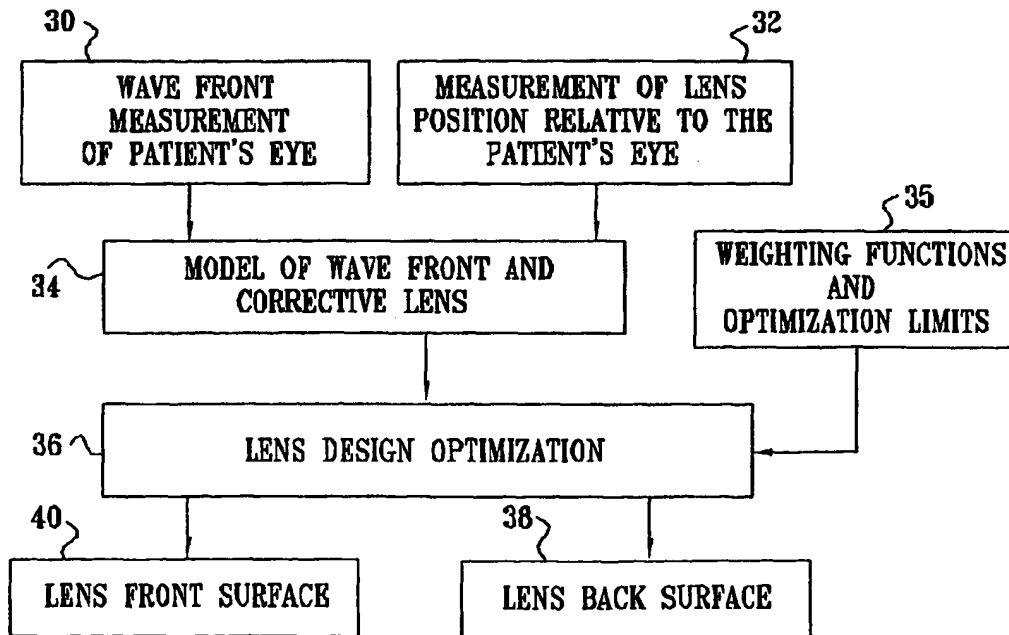 30
WAVE FRONT
MEASUREMENT
OF PATIENT'S EYE
32
MEASUREMENT OF LENS
POSITION RELATIVE TO THE
PATIENT'S EYE
35
WEIGHTING FUNCTIONS
AND
OPTIMIZATION LIMITS
34
MODEL OF WAVE FRONT AND
CORRECTIVE LENS
36
LENS DESIGN OPTIMIZATION
40
LENS FRONT SURFACE
38
LENS BACK SURFACE